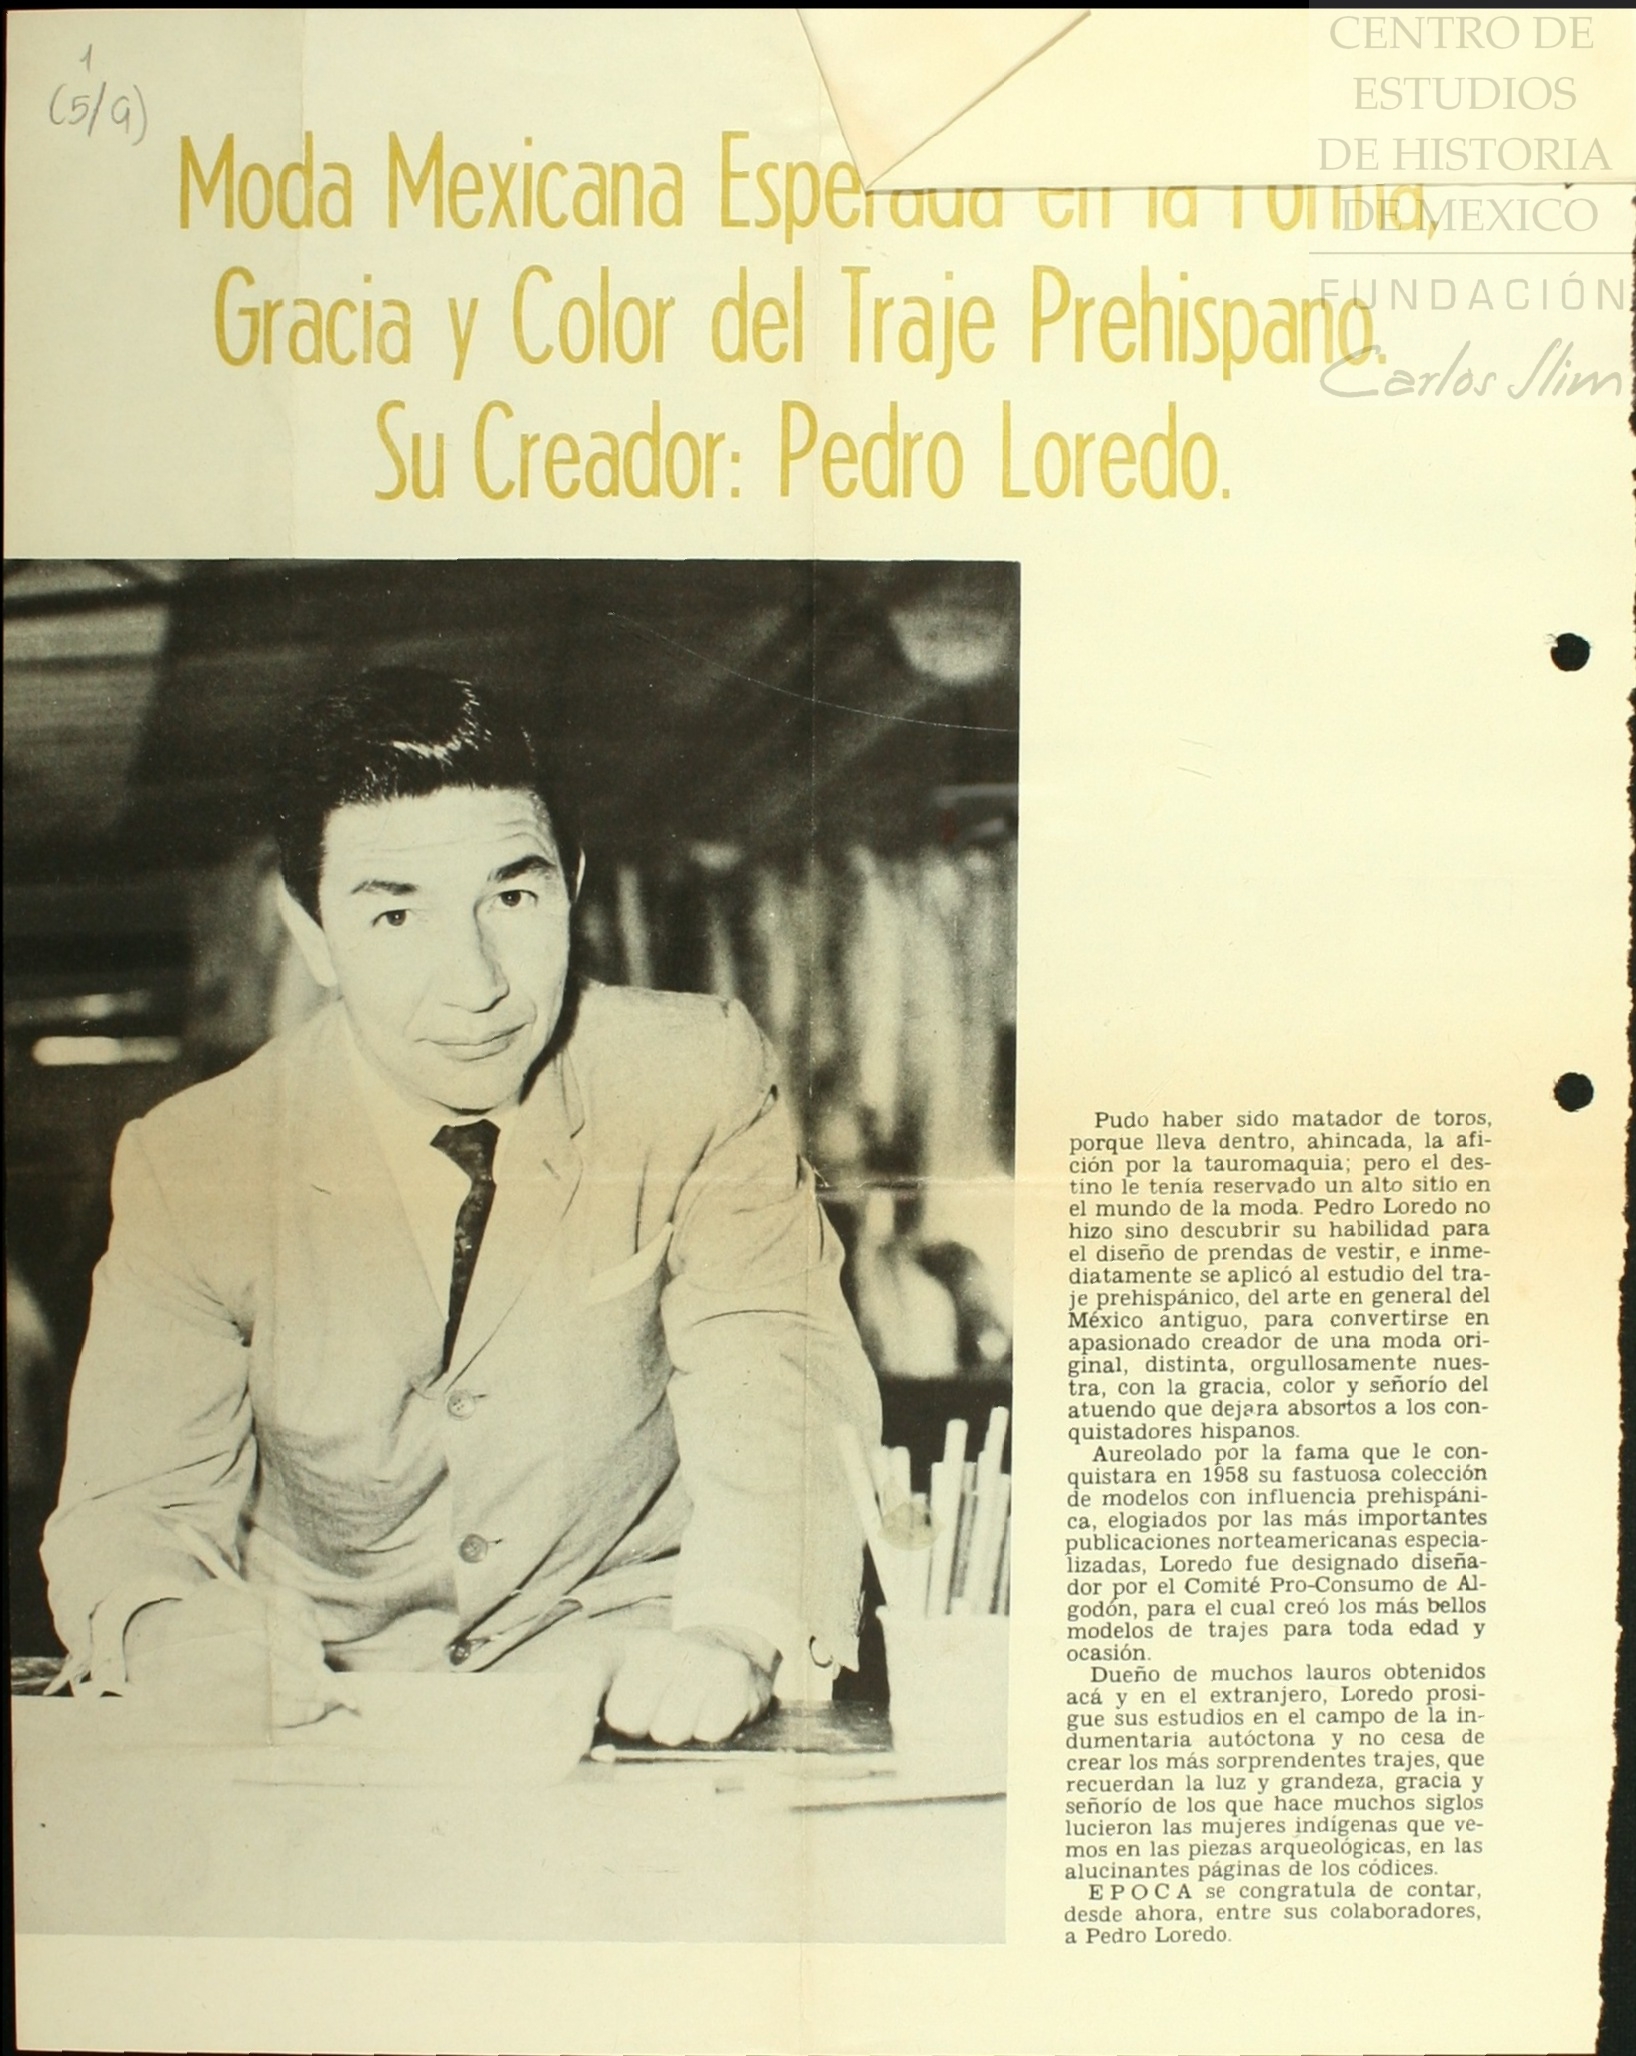 1
(5/9)
CENTRO DE
ESTUDIOS
DE HISTORIA
DE MEXICO
FUNDACIÓN
Carlos Slim
Moda Mexicana Esperada en la Forma,
Gracia y Color del Traje Prehispano.
Su Creador: Pedro Loredo.
Pudo haber sido matador de toros,
porque lleva dentro, ahincada, la afi-
ción por la tauromaquia; pero el des-
tino le tenía reservado un alto sitio en
el mundo de la moda. Pedro Loredo no
hizo sino descubrir su habilidad para
el diseño de prendas de vestir, e inme-
diatamente se aplicó al estudio del tra-
je prehispánico, del arte en general del
México antiguo, para convertirse en
apasionado creador de una moda ori-
ginal, distinta, orgullosamente nues-
tra, con la gracia, color y señorío del
atuendo que dejara absortos a los con-
quistadores hispanos.
Aureolado por la fama que le con-
quistara en 1958 su fastuosa colección
de modelos con influencia prehispáni-
ca, elogiados por las más importantes
publicaciones norteamericanas especia-
lizadas, Loredo fue designado diseña-
dor por el Comité Pro-Consumo de Al-
godón, para el cual creó los más bellos
modelos de trajes para toda edad y
ocasión.
Dueño de muchos lauros obtenidos
acá y en el extranjero, Loredo prosi-
gue sus estudios en el campo de la in-
dumentaria autóctona y no cesa de
crear los más sorprendentes trajes, que
recuerdan la luz y grandeza, gracia y
señorío de los que hace muchos siglos
lucieron las mujeres indígenas que ve-
mos en las piezas arqueológicas, en las
alucinantes páginas de los códices.
EPOCA se congratula de contar,
desde ahora, entre sus colaboradores,
a Pedro Loredo.